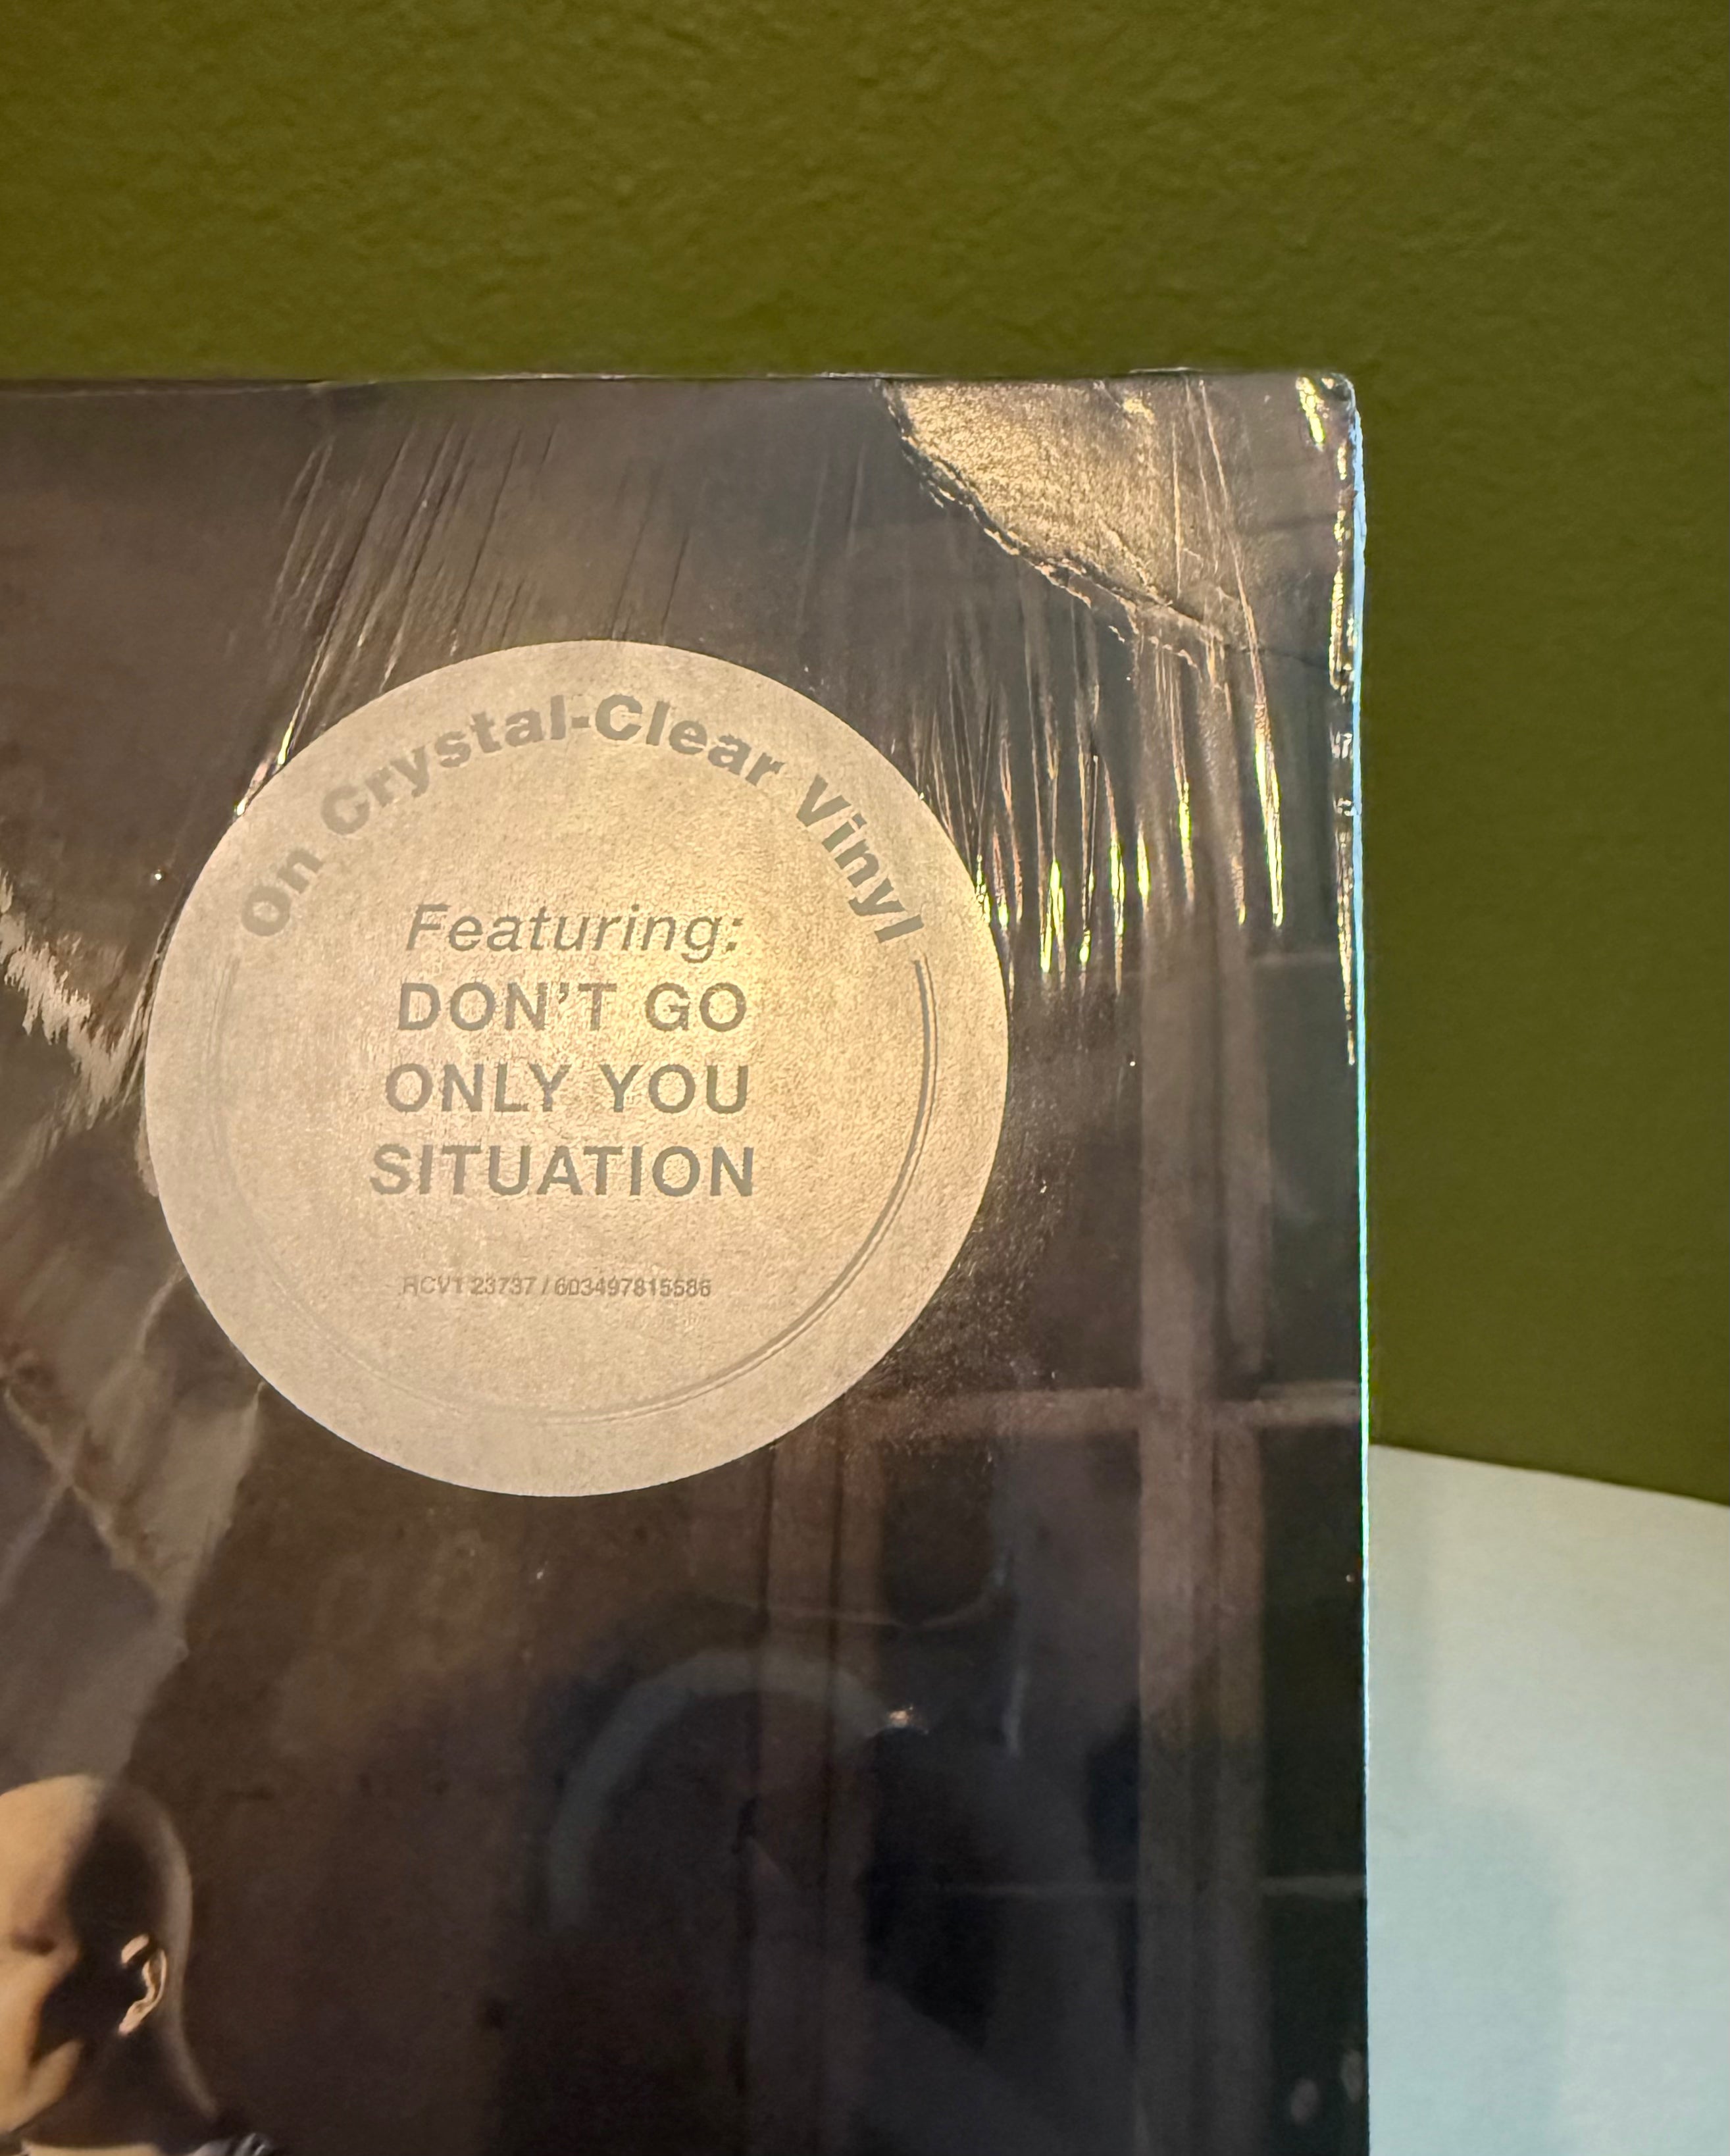 On Crystal-Clear Vinyl
Featuring:
DON'T GO
ONLY YOU
SITUATION
RCV1 23737 / 603497815586